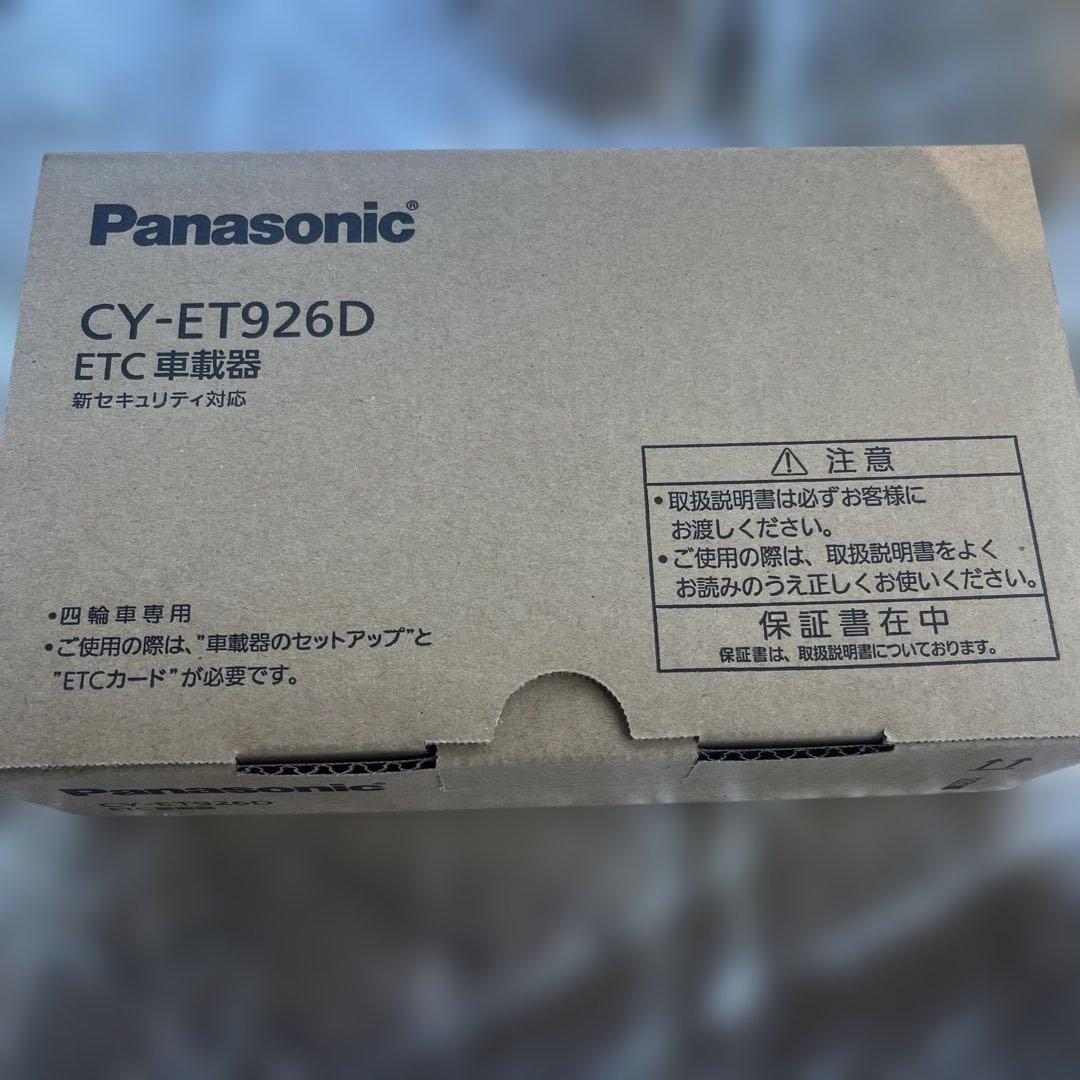 Panasonic®
CY-ET926D
ETC 車載器
新セキュリティ対応
⚠ 注意
•取扱説明書は必ずお客様に
お渡しください。
•ご使用の際は、取扱説明書をよく
お読みのうえ正しくお使いください。
保証書在中
保証書は、取扱説明書についております。
•四輪車専用
•ご使用の際は、"車載器のセットアップ"と
"ETCカード"が必要です。
Panasonic
CY-ET926D